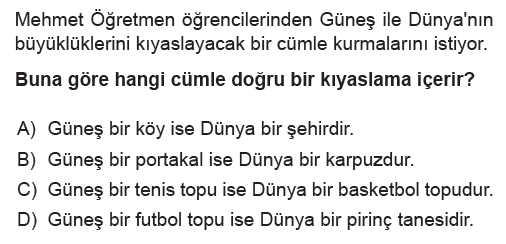 Mehmet Öğretmen öğrencilerinden Güneş ile Dünya'nın
büyüklüklerini kıyaslayacak bir cümle kurmalarını istiyor.
Buna göre hangi cümle doğru bir kıyaslama içerir?
A) Güneş bir köy ise Dünya bir şehirdir.
B) Güneş bir portakal ise Dünya bir karpuzdur.
C) Güneş bir tenis topu ise Dünya bir basketbol topudur.
D) Güneş bir futbol topu ise Dünya bir pirinç tanesidir.